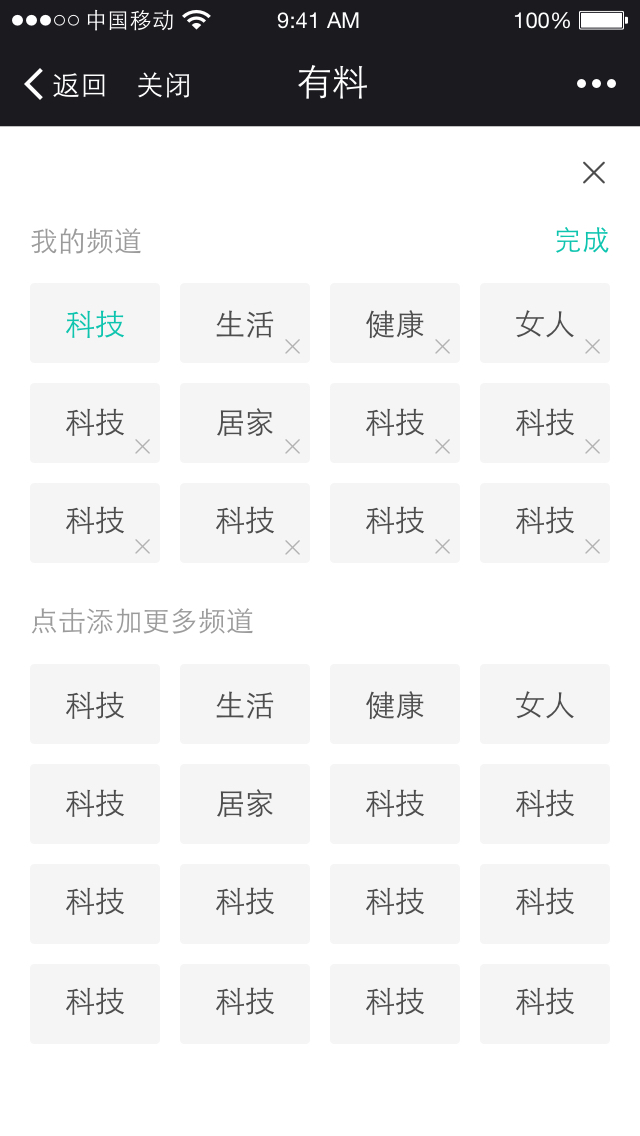 中国移动 9:41 AM 100%
返回 关闭 有料
我的频道 完成
科技 生活 健康 女人
科技 居家 科技 科技
科技 科技 科技 科技
点击添加更多频道
科技 生活 健康 女人
科技 居家 科技 科技
科技 科技 科技 科技
科技 科技 科技 科技